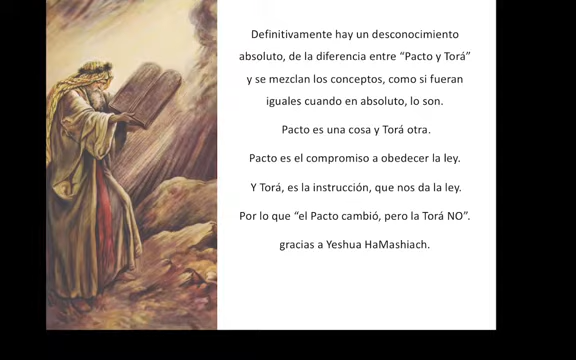 Definitivamente hay un desconocimiento
absoluto, de la diferencia entre “Pacto y Torá”
y se mezclan los conceptos, como si fueran
iguales cuando en absoluto, lo son.
Pacto es una cosa y Torá otra.
Pacto es el compromiso a obedecer la ley.
Y Torá, es la instrucción, que nos da la ley.
Por lo que “el Pacto cambió, pero la Torá NO”.
gracias a Yeshua HaMashiach.